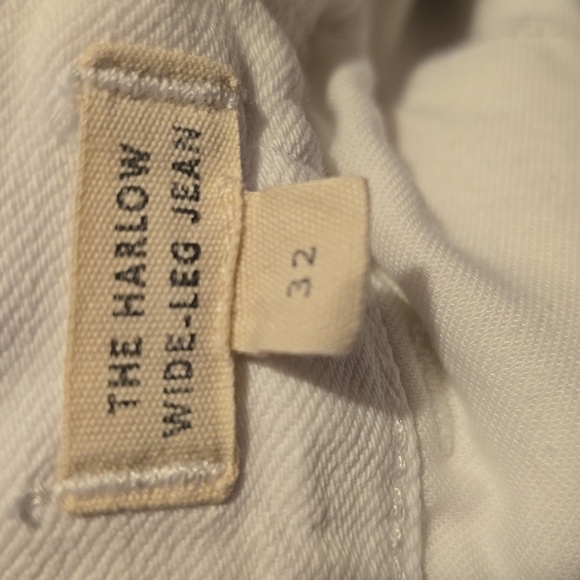 THE HARLOW
WIDE-LEG JEAN
32